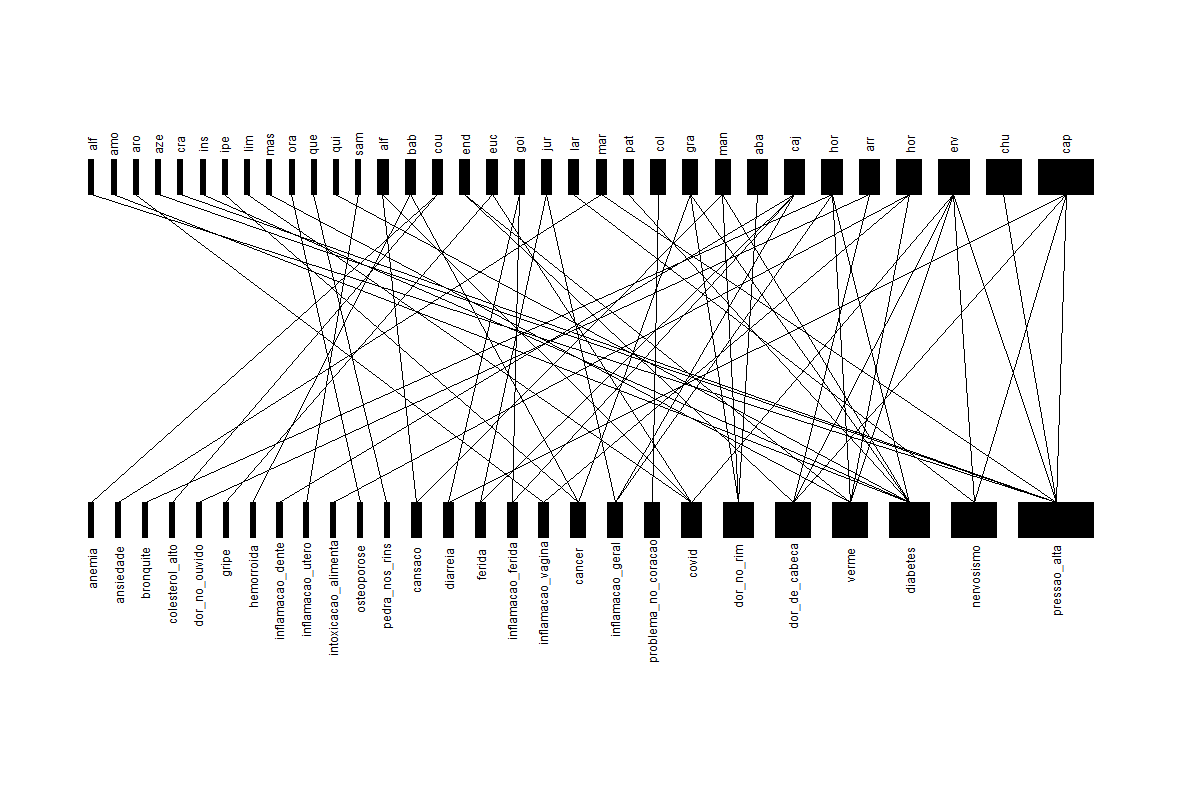 alf
amo
aro
aze
cra
ins
ipe
lim
mas
ora
que
qui
sam
alf
bab
cou
end
euc
goi
jur
lar
mar
pat
col
gra
man
aba
caj
hor
arr
hor
erv
chu
cap
anemia
ansiedade
bronquite
colesterol_alto
dor_no_ouvido
gripe
hemorroida
inflamacao_dente
inflamacao_utero
intoxicacao_alimenta
osteoporose
pedra_nos_rins
cansaco
diarreia
ferida
inflamacao_ferida
inflamacao_vagina
cancer
inflamacao_geral
problema_no_coracao
covid
dor_no_rim
dor_de_cabeca
verme
diabetes
nervosismo
pressao_alta